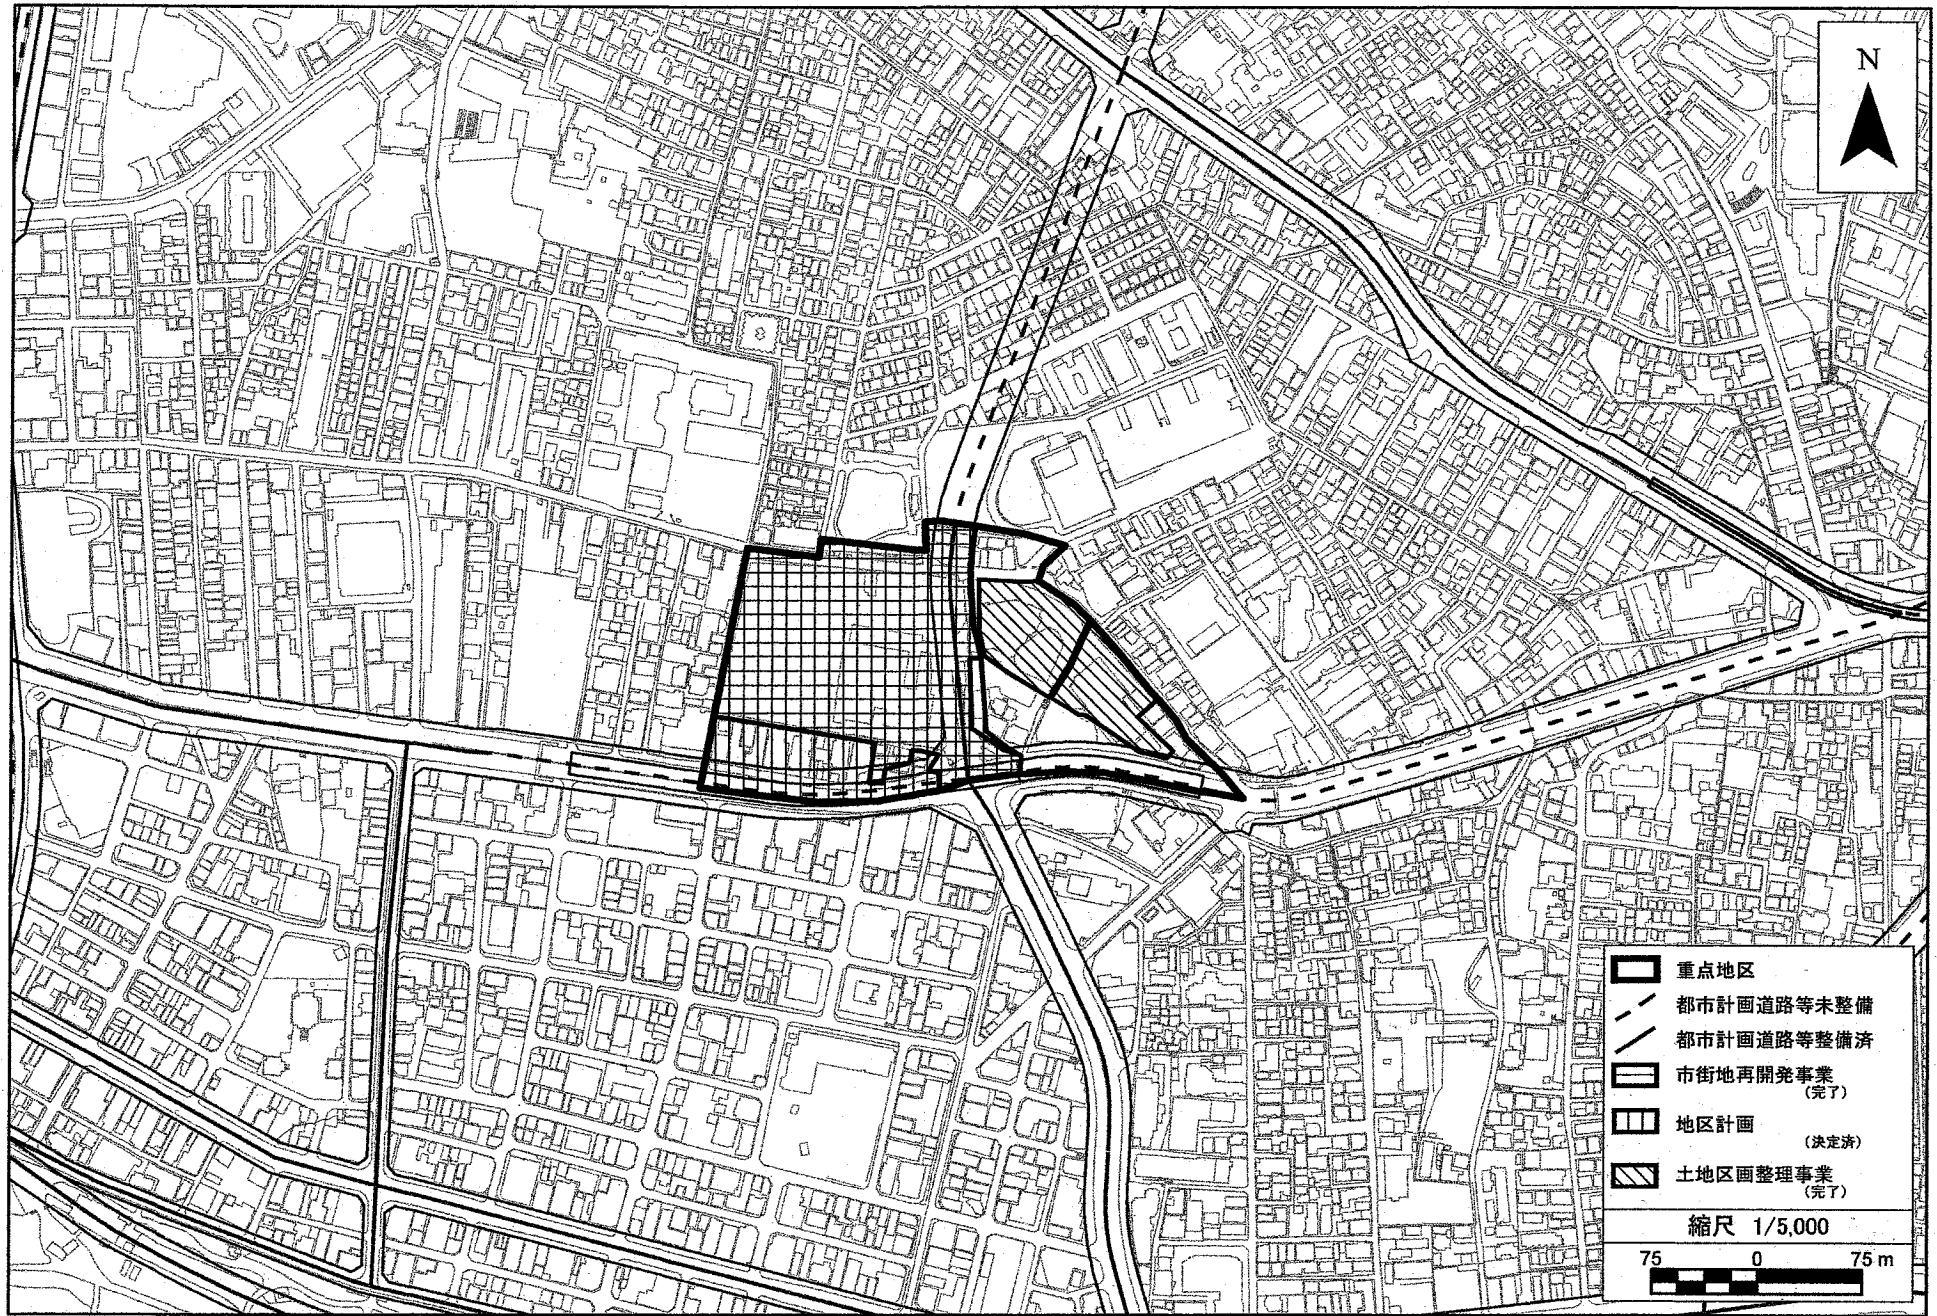 N
重点地区
都市計画道路等未整備
都市計画道路等整備済
市街地再開発事業
(完了)
地区計画
(決定済)
土地区画整理事業
(完了)
縮尺 1/5,000
75 0 75 m